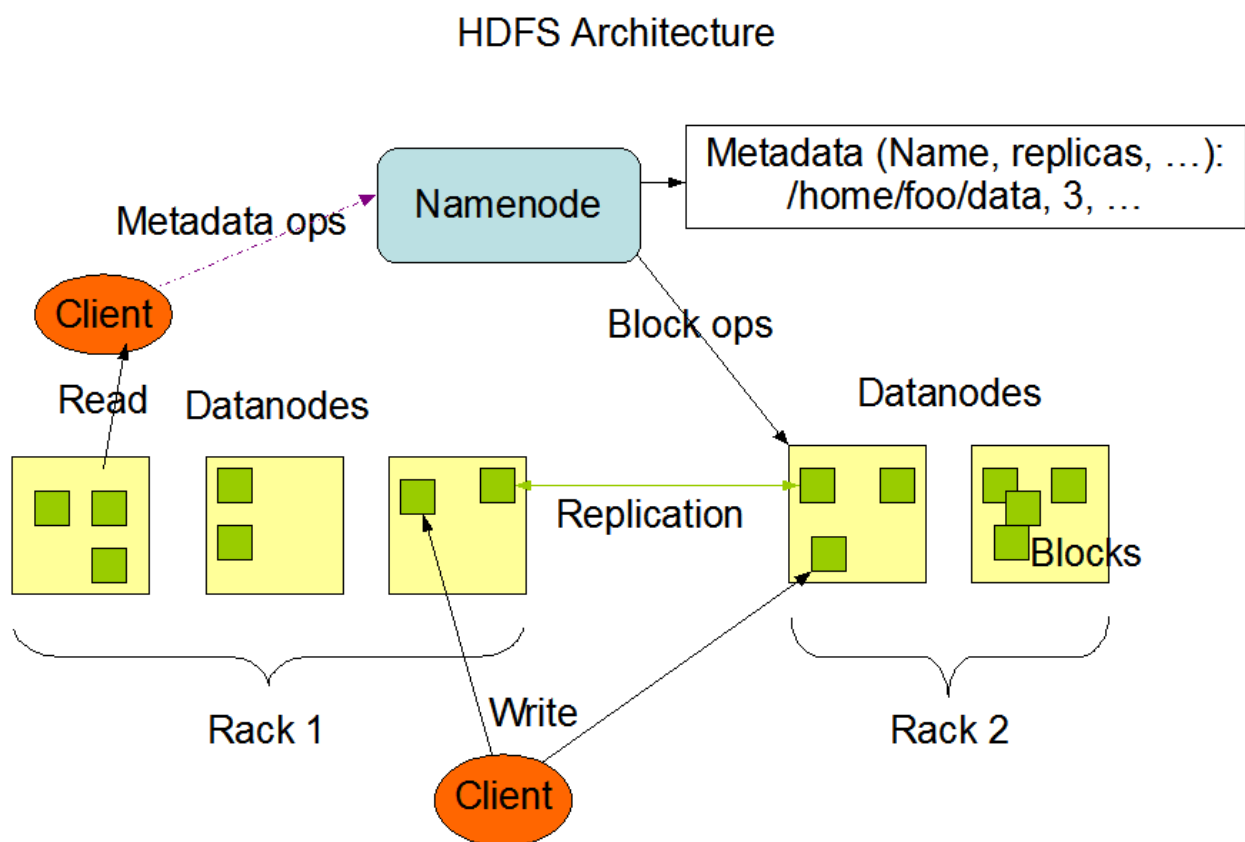 HDFS Architecture
Metadata (Name, replicas, …):
/home/foo/data, 3, …
Namenode
Metadata ops
Client
Block ops
Read
Datanodes
Datanodes
Replication
Blocks
Rack 1
Write
Rack 2
Client